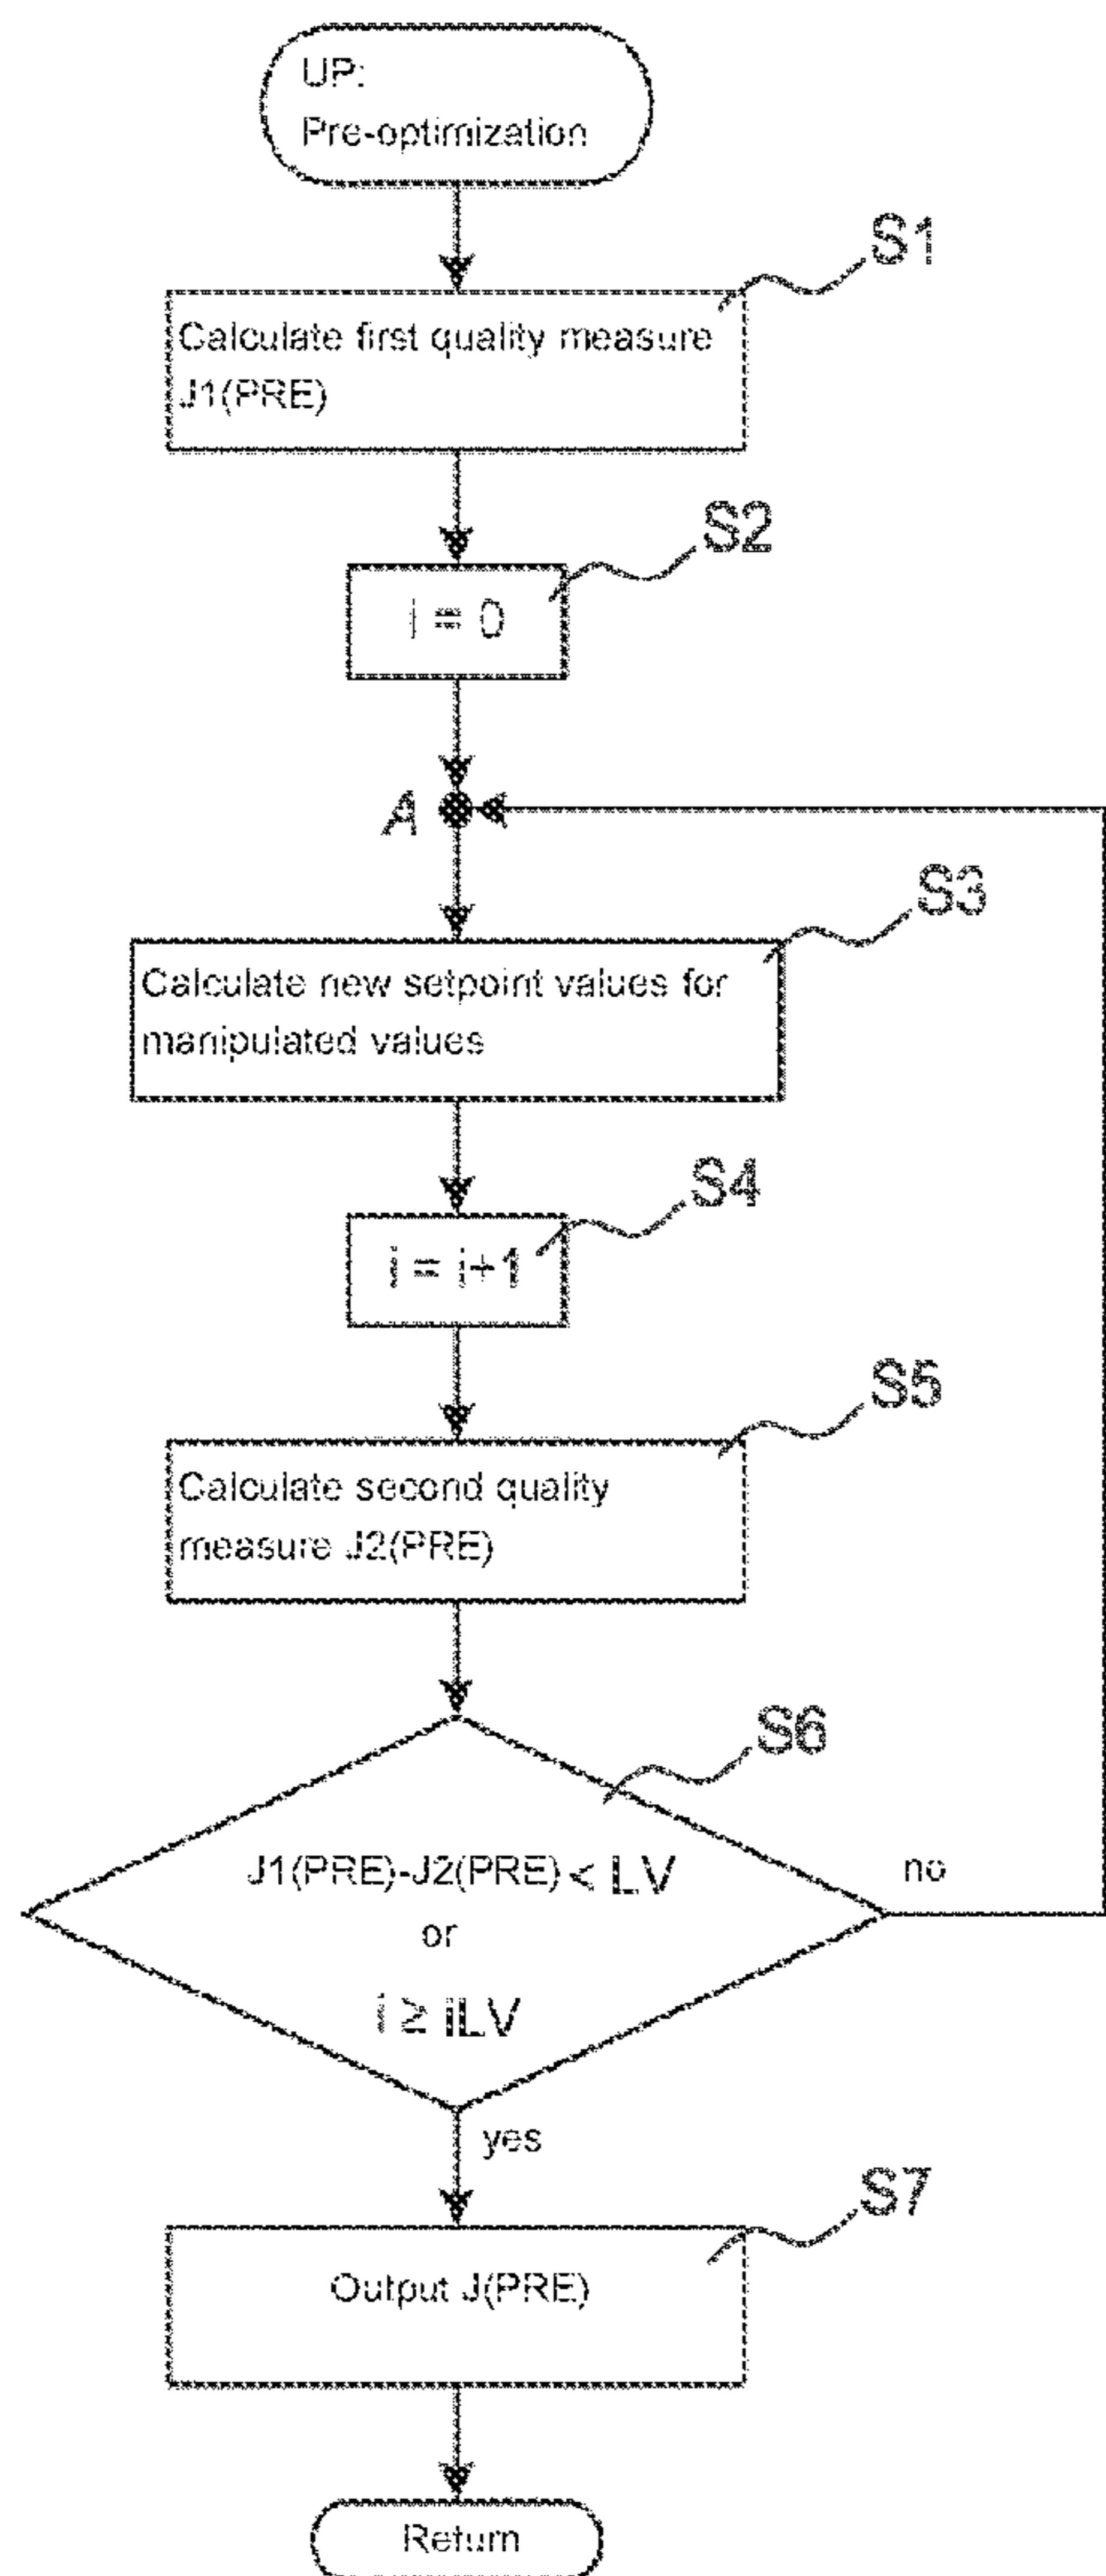 UP:
Pre-optimization
S1
Calculate first quality measure
J1(PRE)
S2
i = 0
A
S3
Calculate new setpoint values for
manipulated values
S4
i = i+1
S5
Calculate second quality
measure J2(PRE)
S6
J1(PRE)-J2(PRE) < LV
or
i ≥ iLV
no
yes
S7
Output J(PRE)
Return